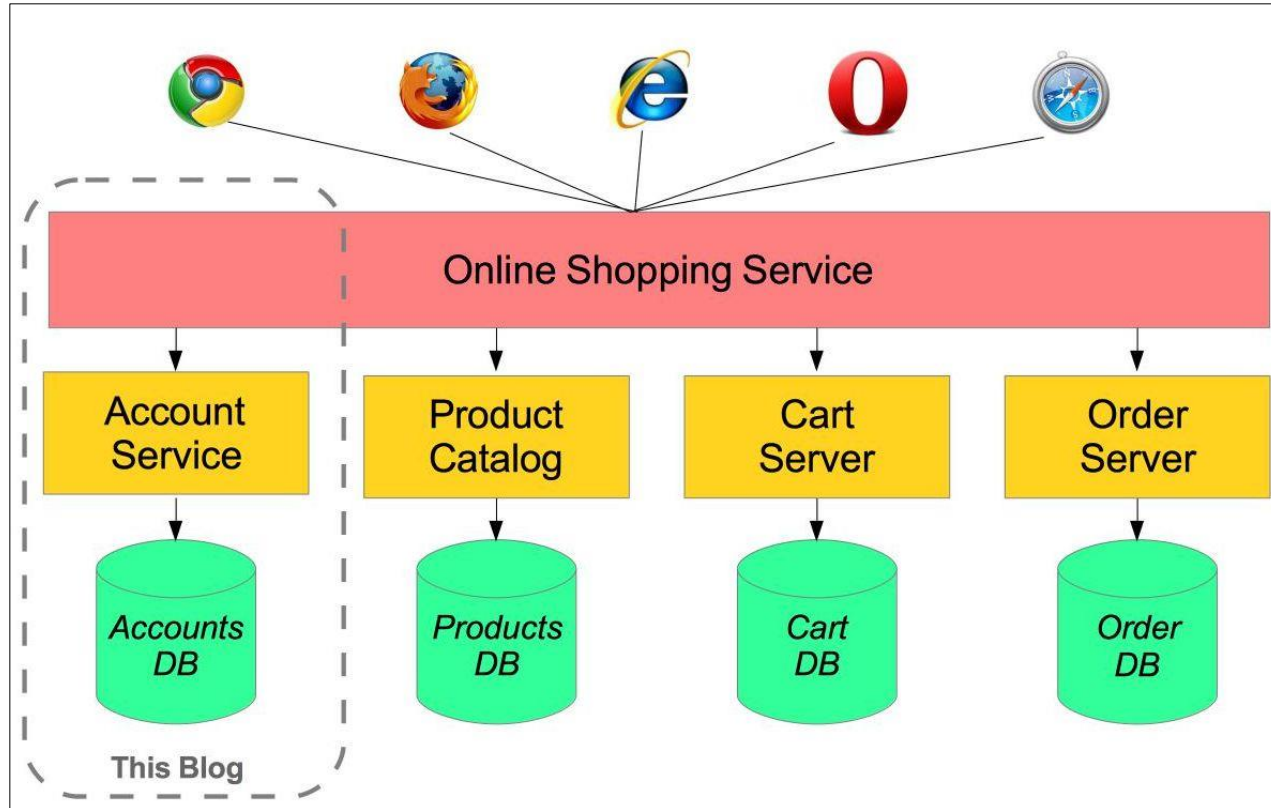 Online Shopping Service
Account
Service
Product
Catalog
Cart
Server
Order
Server
Accounts
DB
Products
DB
Cart
DB
Order
DB
This Blog